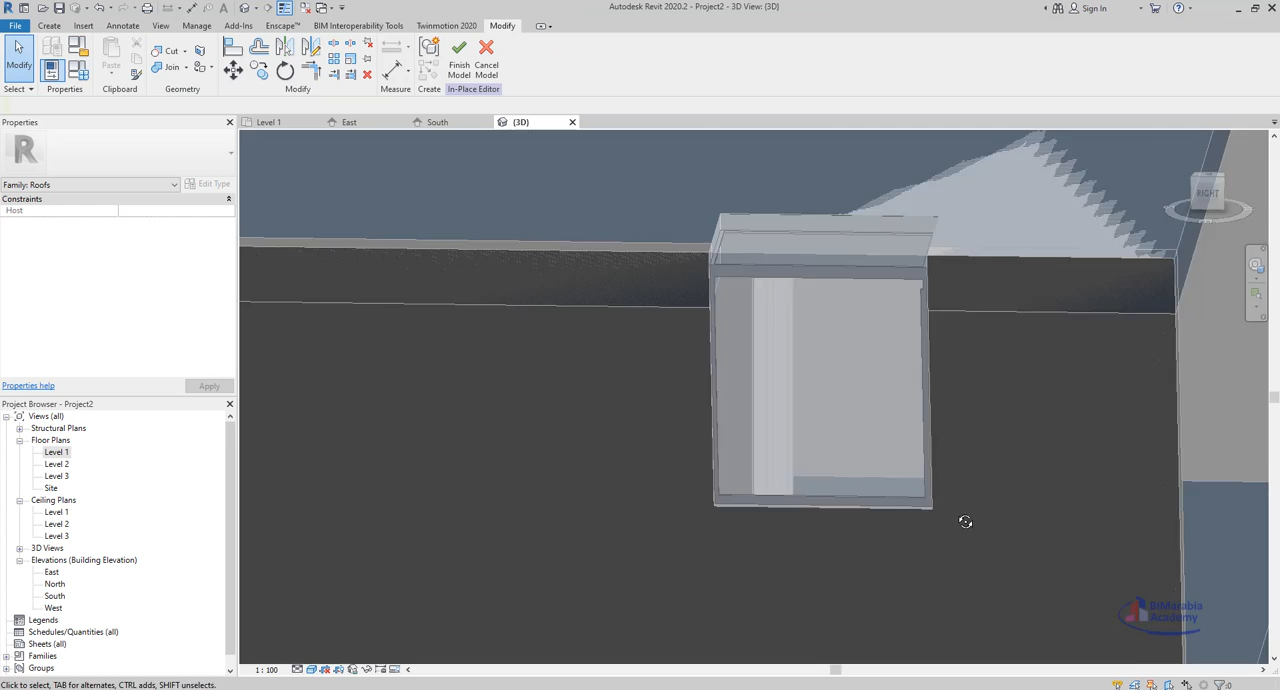 Autodesk Revit 2020.2 - Project2 - 3D View: {3D}
Sign In
File Create Insert Annotate View Manage Add-Ins Enscape™ BIM Interoperability Tools Twinmotion 2020 Modify
Modify Paste Cut Join Finish Model Cancel Model
Select Properties Clipboard Geometry Modify Measure Create In-Place Editor
Properties
Level 1 East South {3D}
Family: Roofs Edit Type
Constraints
Host
RIGHT
Properties help Apply
Project Browser - Project2
Views (all)
Structural Plans
Floor Plans
Level 1
Level 2
Level 3
Site
Ceiling Plans
Level 1
Level 2
Level 3
3D Views
Elevations (Building Elevation)
East
North
South
West
Legends
Schedules/Quantities (all)
Sheets (all)
Families
Groups
BIMarabia
Academy
1 : 100
Click to select, TAB for alternates, CTRL adds, SHIFT unselects.
:0